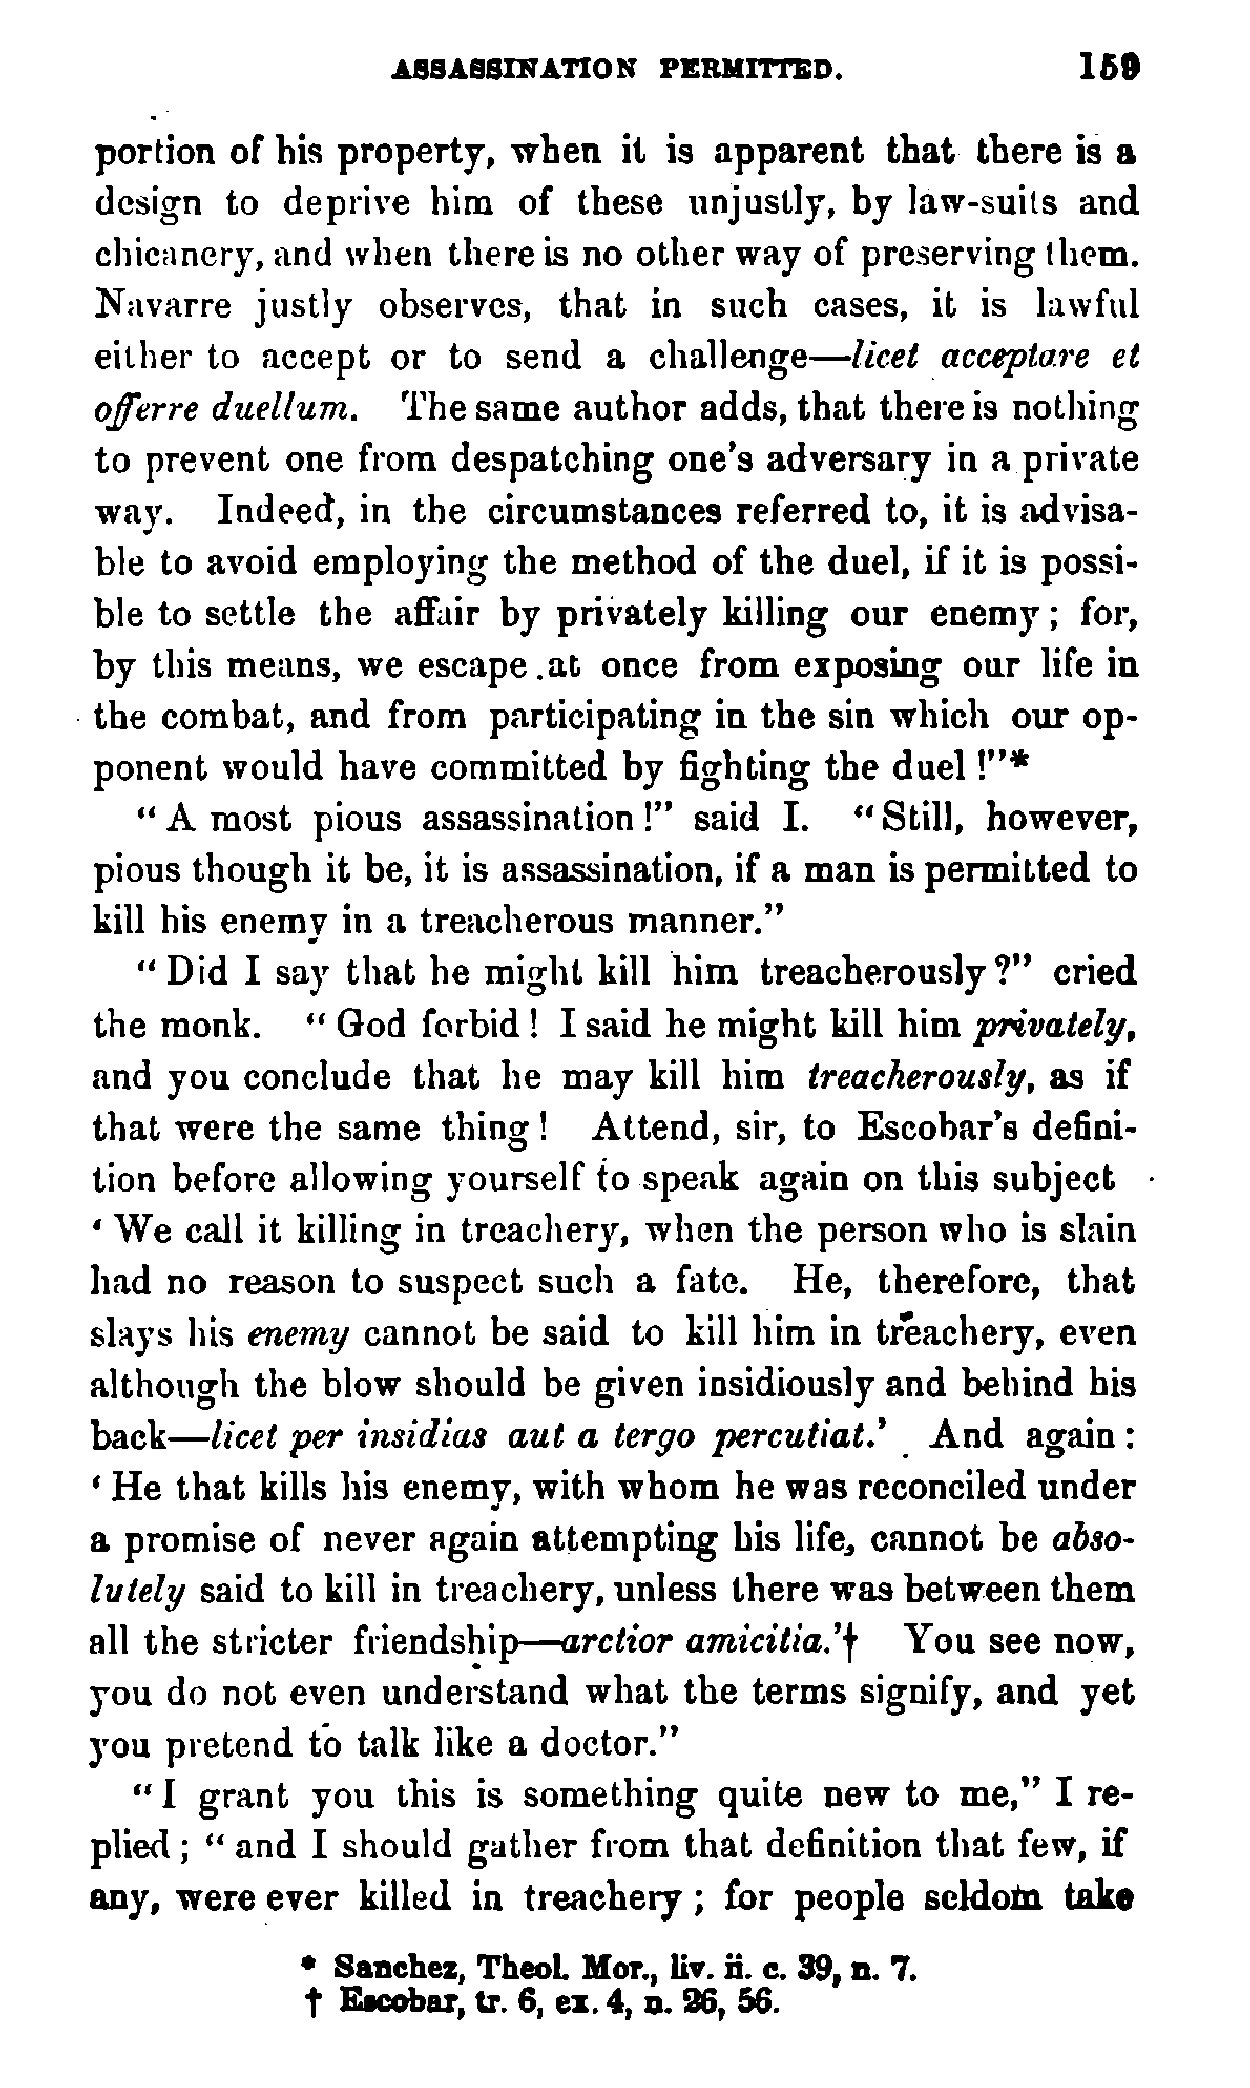 ASSASSINATION PERMITTED. 159
portion of his property, when it is apparent that there is a
design to deprive him of these unjustly, by law-suits and
chicanery, and when there is no other way of preserving them.
Navarre justly observes, that in such cases, it is lawful
either to accept or to send a challenge—licet acceptare et
offerre duellum. The same author adds, that there is nothing
to prevent one from despatching one's adversary in a private
way. Indeed, in the circumstances referred to, it is advisa-
ble to avoid employing the method of the duel, if it is possi-
ble to settle the affair by privately killing our enemy; for,
by this means, we escape at once from exposing our life in
the combat, and from participating in the sin which our op-
ponent would have committed by fighting the duel!"*
"A most pious assassination!" said I. "Still, however,
pious though it be, it is assassination, if a man is permitted to
kill his enemy in a treacherous manner."
"Did I say that he might kill him treacherously?" cried
the monk. "God forbid! I said he might kill him privately,
and you conclude that he may kill him treacherously, as if
that were the same thing! Attend, sir, to Escobar's defini-
tion before allowing yourself to speak again on this subject
'We call it killing in treachery, when the person who is slain
had no reason to suspect such a fate. He, therefore, that
slays his enemy cannot be said to kill him in treachery, even
although the blow should be given insidiously and behind his
back—licet per insidias aut a tergo percutiat.' And again:
'He that kills his enemy, with whom he was reconciled under
a promise of never again attempting his life, cannot be abso-
lutely said to kill in treachery, unless there was between them
all the stricter friendship—arctior amicitia.'† You see now,
you do not even understand what the terms signify, and yet
you pretend to talk like a doctor."
"I grant you this is something quite new to me," I re-
plied; "and I should gather from that definition that few, if
any, were ever killed in treachery; for people seldom take
* Sanchez, Theol. Mor., liv. ii. c. 39, n. 7.
† Escobar, tr. 6, ex. 4, n. 26, 56.